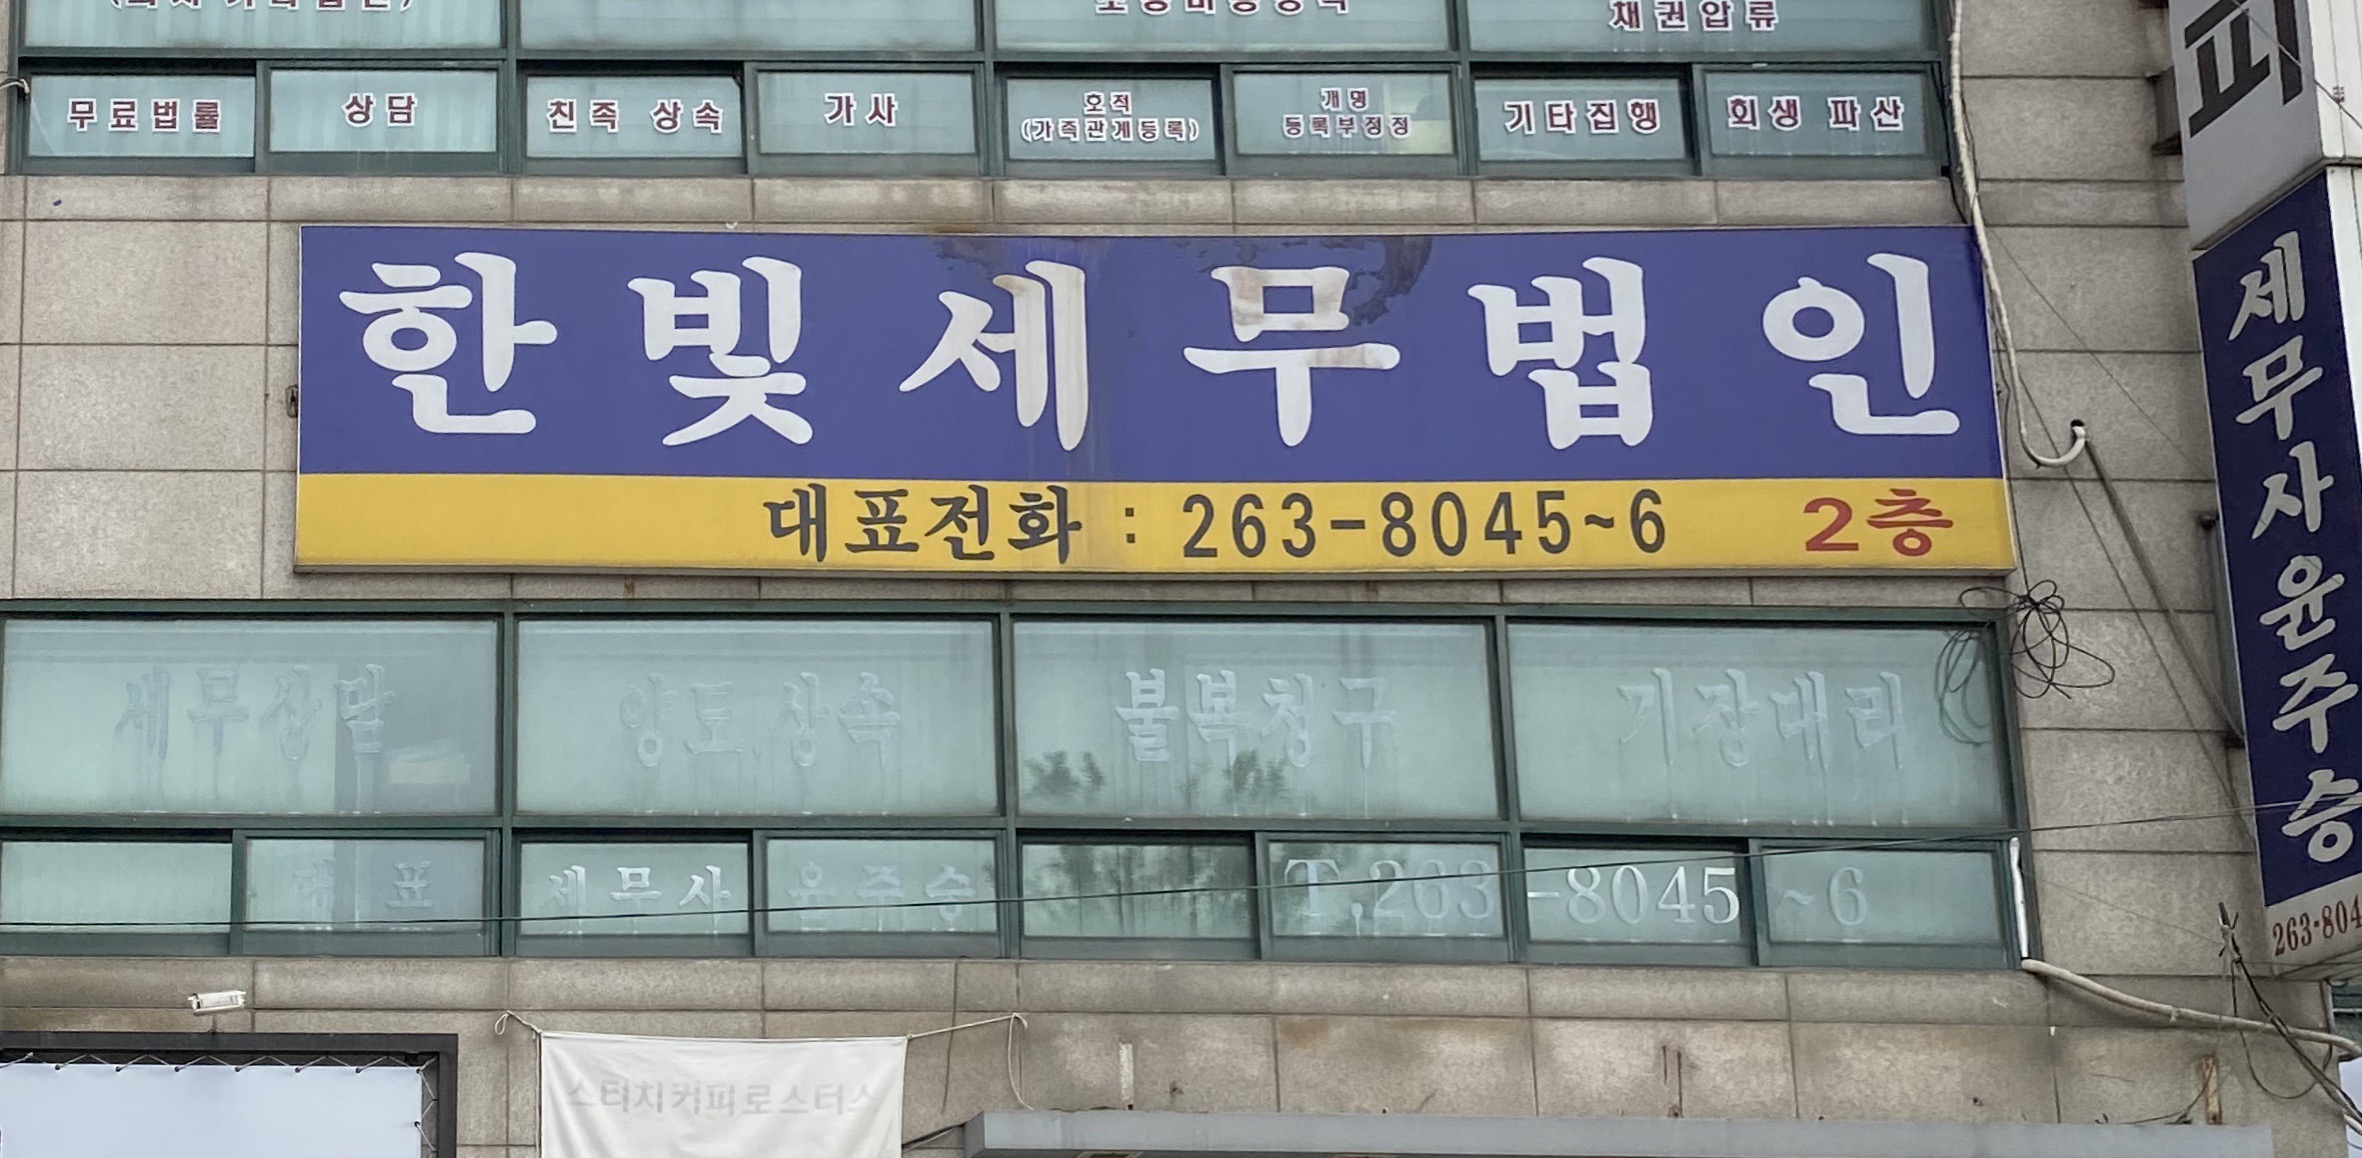 채권압류
무료법률 상담 친족 상속 가사 호적 (가족관계등록) 개명 등록부정정 기타집행 회생 파산
피
한빛세무법인
대표전화 : 263-8045~6 2층
세무사윤주승
263-804
세무상담 양도상속 불복청구 기장대리
대표 세무사 윤주승 T.263-8045~6
스터치커피로스터스